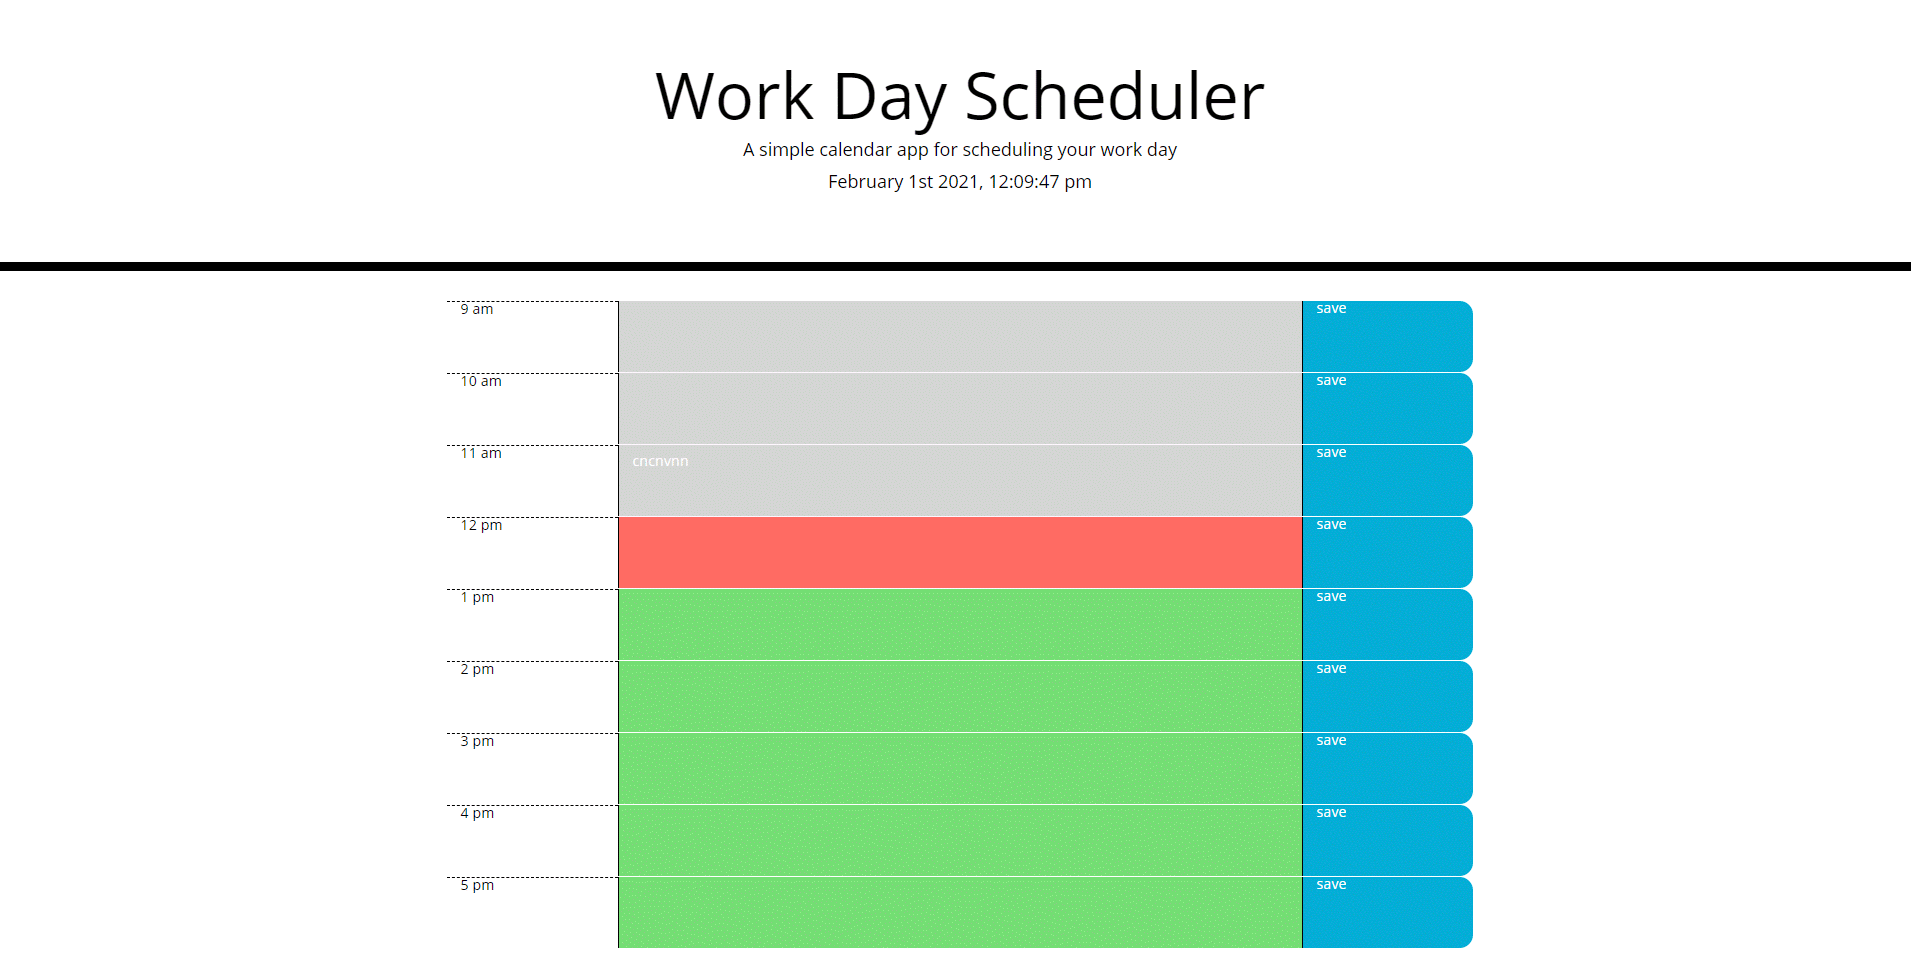 Work Day Scheduler
A simple calendar app for scheduling your work day
February 1st 2021, 12:09:47 pm
9 am save
10 am save
11 am cncnvnn save
12 pm save
1 pm save
2 pm save
3 pm save
4 pm save
5 pm save